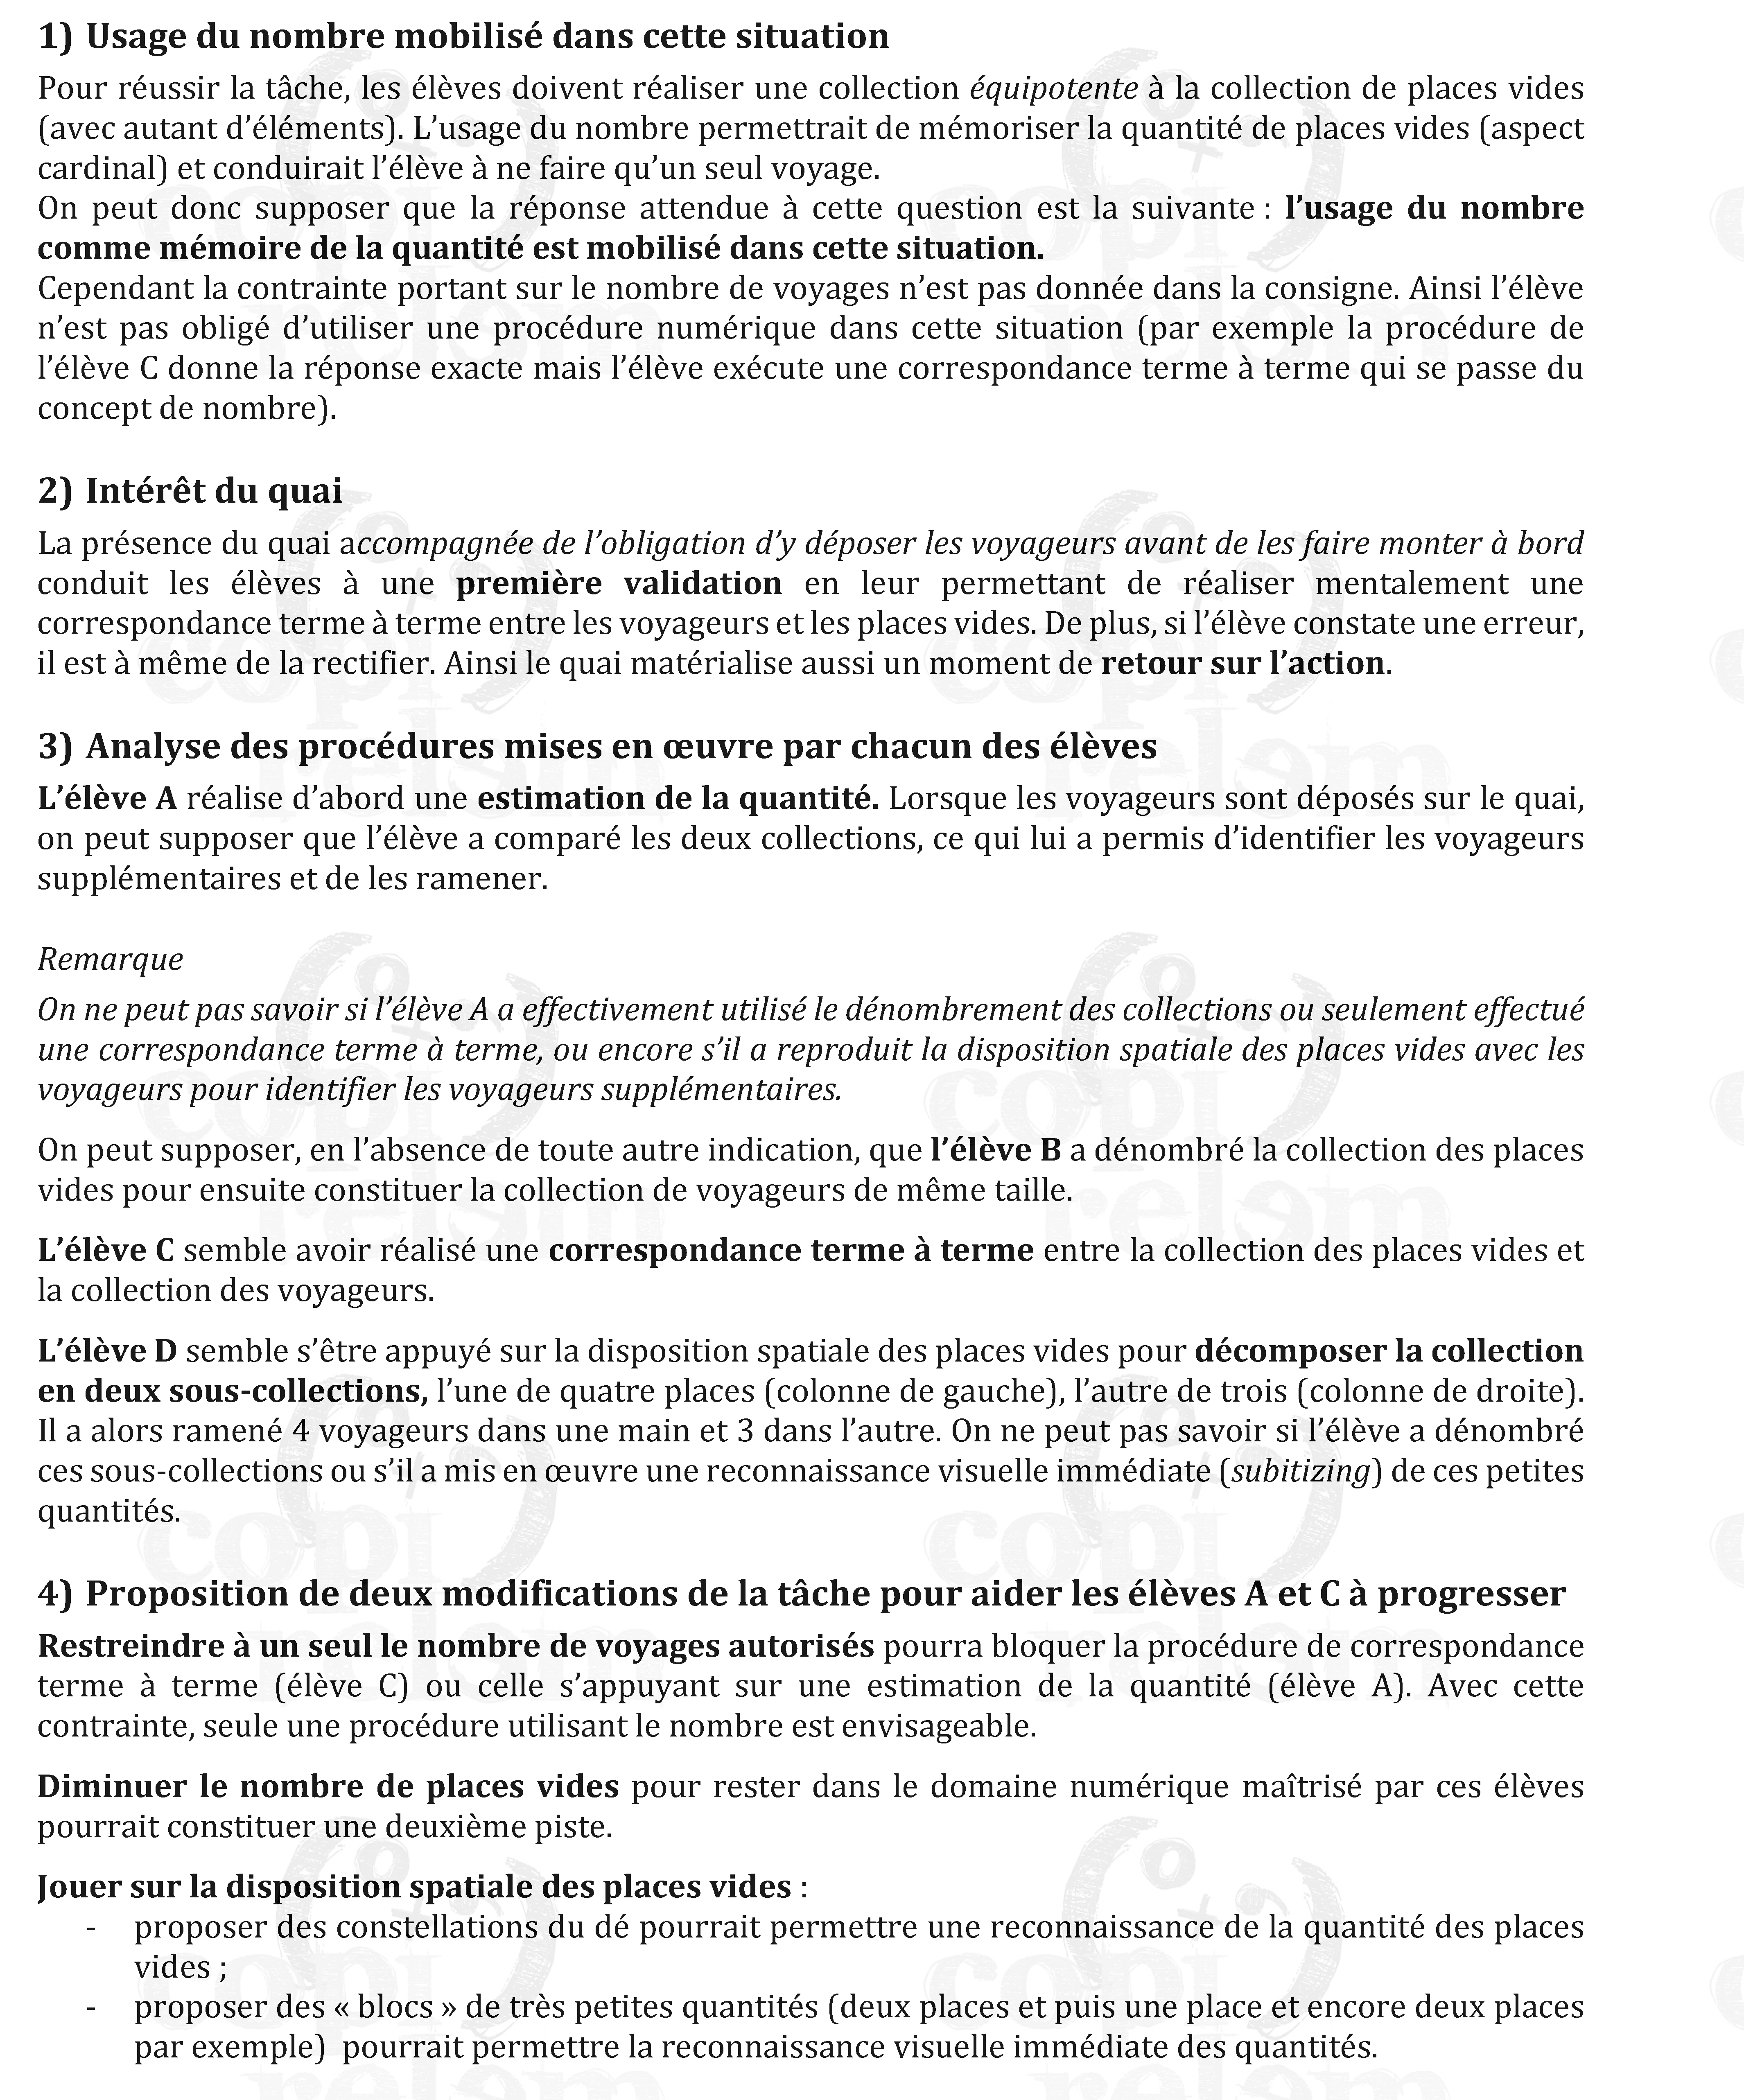 1) Usage du nombre mobilisé dans cette situation
Pour réussir la tâche, les élèves doivent réaliser une collection équipotente à la collection de places vides
(avec autant d’éléments). L’usage du nombre permettrait de mémoriser la quantité de places vides (aspect
cardinal) et conduirait l’élève à ne faire qu’un seul voyage.
On peut donc supposer que la réponse attendue à cette question est la suivante : l’usage du nombre
comme mémoire de la quantité est mobilisé dans cette situation.
Cependant la contrainte portant sur le nombre de voyages n’est pas donnée dans la consigne. Ainsi l’élève
n’est pas obligé d’utiliser une procédure numérique dans cette situation (par exemple la procédure de
l’élève C donne la réponse exacte mais l’élève exécute une correspondance terme à terme qui se passe du
concept de nombre).
2) Intérêt du quai
La présence du quai accompagnée de l’obligation d’y déposer les voyageurs avant de les faire monter à bord
conduit les élèves à une première validation en leur permettant de réaliser mentalement une
correspondance terme à terme entre les voyageurs et les places vides. De plus, si l’élève constate une erreur,
il est à même de la rectifier. Ainsi le quai matérialise aussi un moment de retour sur l’action.
3) Analyse des procédures mises en œuvre par chacun des élèves
L’élève A réalise d’abord une estimation de la quantité. Lorsque les voyageurs sont déposés sur le quai,
on peut supposer que l’élève a comparé les deux collections, ce qui lui a permis d’identifier les voyageurs
supplémentaires et de les ramener.
Remarque
On ne peut pas savoir si l’élève A a effectivement utilisé le dénombrement des collections ou seulement effectué
une correspondance terme à terme, ou encore s’il a reproduit la disposition spatiale des places vides avec les
voyageurs pour identifier les voyageurs supplémentaires.
On peut supposer, en l’absence de toute autre indication, que l’élève B a dénombré la collection des places
vides pour ensuite constituer la collection de voyageurs de même taille.
L’élève C semble avoir réalisé une correspondance terme à terme entre la collection des places vides et
la collection des voyageurs.
L’élève D semble s’être appuyé sur la disposition spatiale des places vides pour décomposer la collection
en deux sous-collections, l’une de quatre places (colonne de gauche), l’autre de trois (colonne de droite).
Il a alors ramené 4 voyageurs dans une main et 3 dans l’autre. On ne peut pas savoir si l’élève a dénombré
ces sous-collections ou s’il a mis en œuvre une reconnaissance visuelle immédiate (subitizing) de ces petites
quantités.
4) Proposition de deux modifications de la tâche pour aider les élèves A et C à progresser
Restreindre à un seul le nombre de voyages autorisés pourra bloquer la procédure de correspondance
terme à terme (élève C) ou celle s’appuyant sur une estimation de la quantité (élève A). Avec cette
contrainte, seule une procédure utilisant le nombre est envisageable.
Diminuer le nombre de places vides pour rester dans le domaine numérique maîtrisé par ces élèves
pourrait constituer une deuxième piste.
Jouer sur la disposition spatiale des places vides :
- proposer des constellations du dé pourrait permettre une reconnaissance de la quantité des places
vides ;
- proposer des « blocs » de très petites quantités (deux places et puis une place et encore deux places
par exemple) pourrait permettre la reconnaissance visuelle immédiate des quantités.